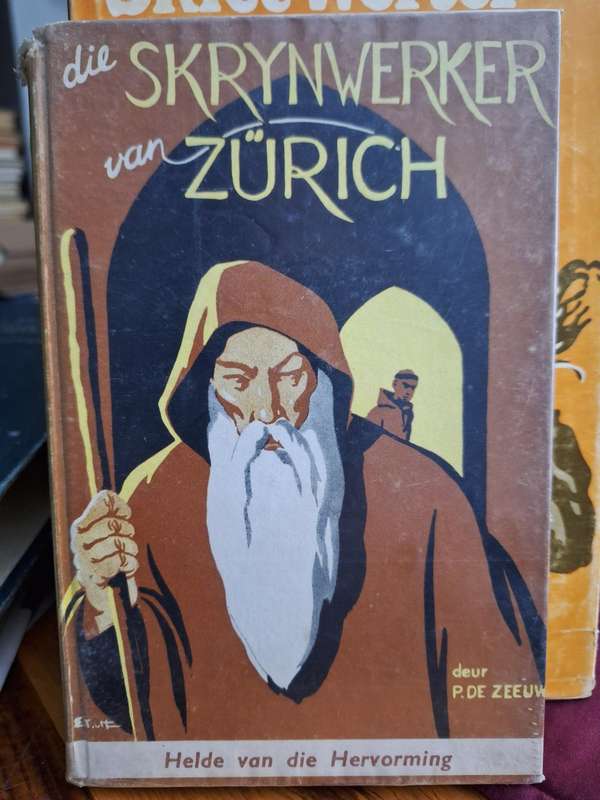 die SKRYNWERKER
van ZÜRICH
deur
P. DE ZEEUW
Helde van die Hervorming